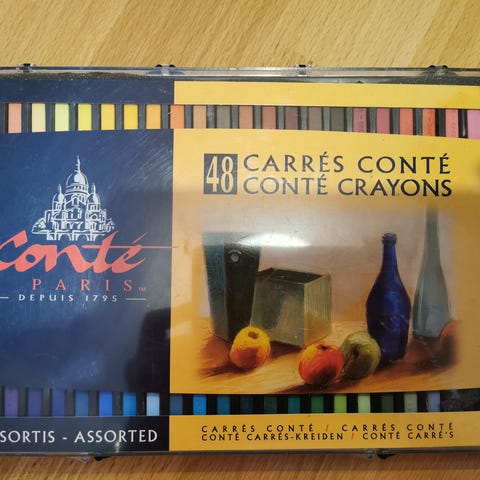 48 CARRÉS CONTÉ
CONTÉ CRAYONS
Conté
PARIS™
DEPUIS 1795
SORTIS - ASSORTED
CARRÉS CONTÉ / CARRÉS CONTÉ
CONTÉ CARRÉS-KREIDEN / CONTÉ CARRÉ'S